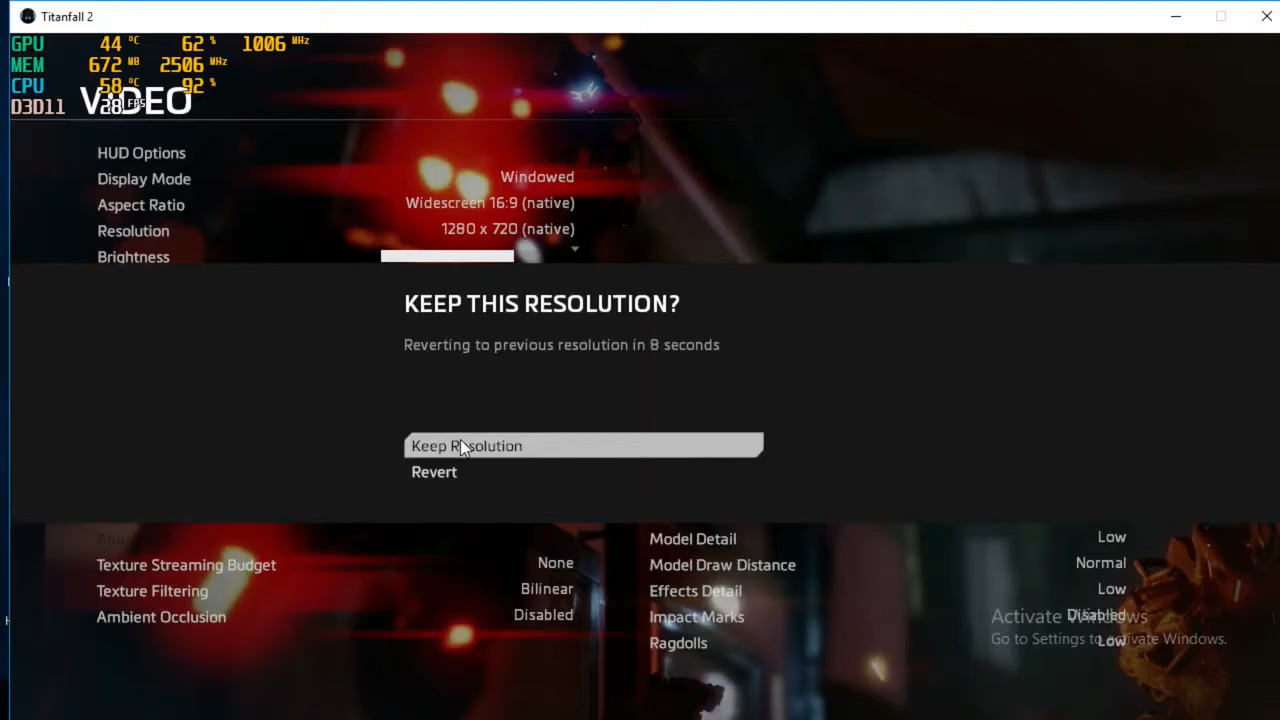 Titanfall 2
GPU 44 °C 62 % 1006 MHz
MEM 672 MB 2506 MHz
CPU 58 °C 92 %
D3D11 28 FPS
VIDEO
HUD Options
Display Mode Windowed
Aspect Ratio Widescreen 16:9 (native)
Resolution 1280 x 720 (native)
Brightness
KEEP THIS RESOLUTION?
Reverting to previous resolution in 8 seconds
Keep Resolution
Revert
Model Detail Low
Texture Streaming Budget None
Model Draw Distance Normal
Texture Filtering Bilinear
Effects Detail Low
Ambient Occlusion Disabled
Impact Marks Disabled
Ragdolls Low
Activate Windows
Go to Settings to activate Windows.